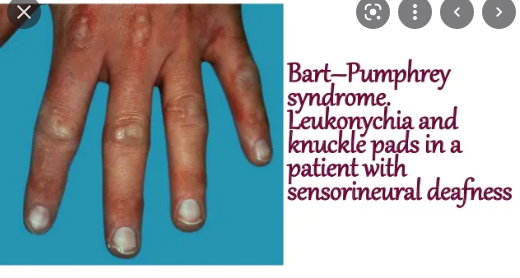 Bart–Pumphrey
syndrome.
Leukonychia and
knuckle pads in a
patient with
sensorineural deafness